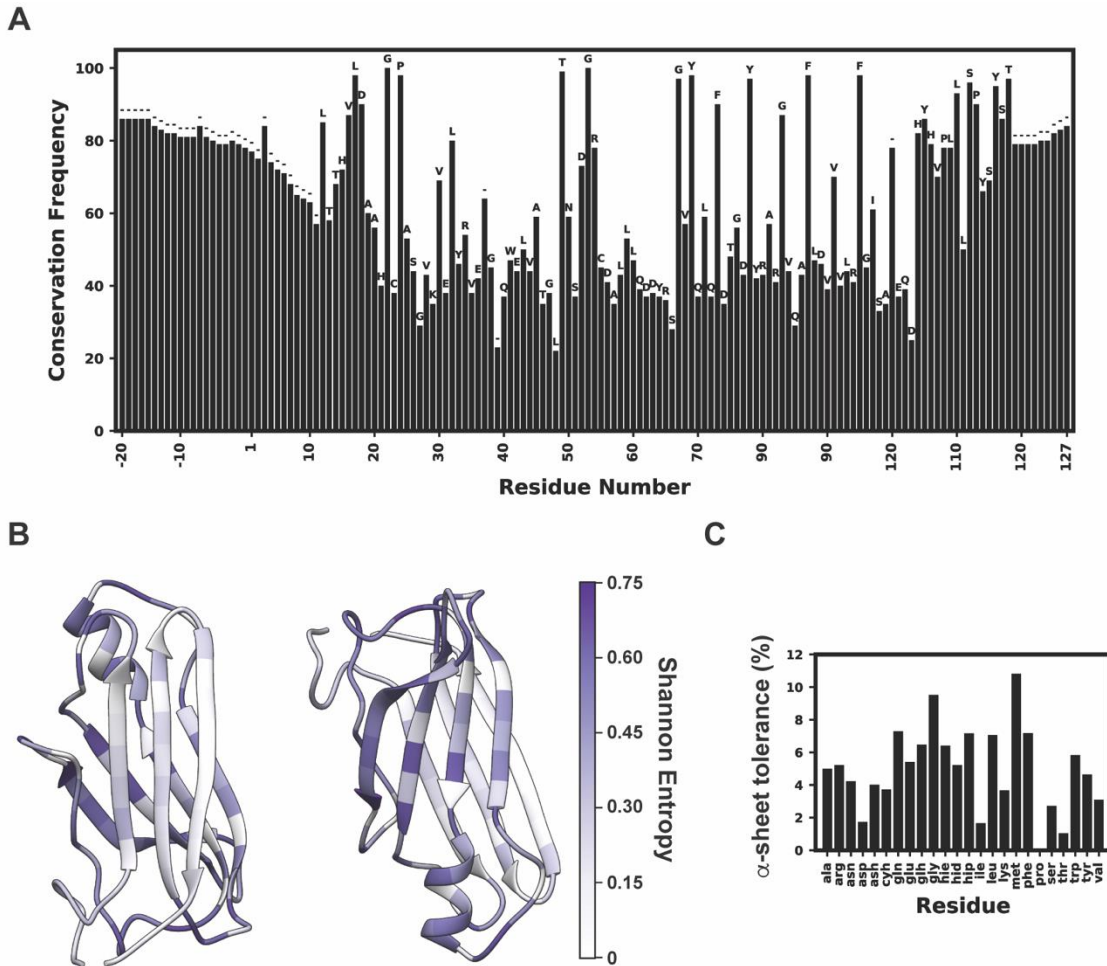 A
Conservation Frequency
100
80
60
40
20
0
- - - - - - - - - - - - - - - - - - - - - - - - - - - - - - - L T T H V L D A A H G C P A S G V K V E L Y R V E - G - Q W E L V A T G L T N S D G R C D A L L Q D D Y R S G V Y Q L Q F D T G D Y Y R A R G V Q A F L D V V V L R F G I S A - E Q D H Y H V P L L L S P Y S Y S T - - - - - - - - -
-20 -10 1 10 20 30 40 50 60 70 90 90 120 110 120 127
Residue Number
B
0.75
0.60
0.45
0.30
0.15
0
Shannon Entropy
C
α-sheet tolerance (%)
12
10
8
6
4
2
0
ala arg asn asp ash cys cyh gln glu glh gly hie hid hip ile leu lys met phe pro ser thr trp tyr val
Residue